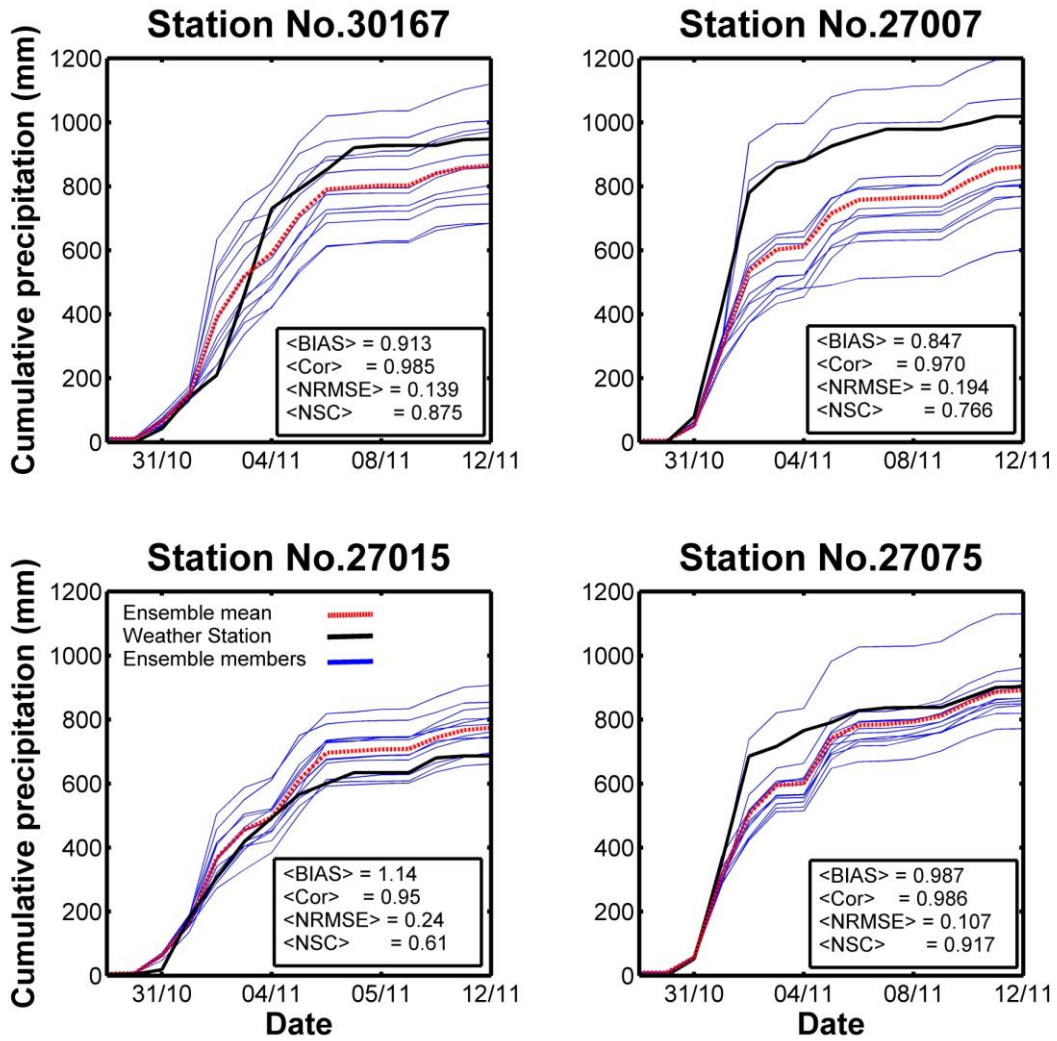 Station No.30167
Station No.27007
Cumulative precipitation (mm)
1200
1000
800
600
400
200
0
<BIAS> = 0.913
<Cor> = 0.985
<NRMSE> = 0.139
<NSC> = 0.875
31/10
04/11
08/11
12/11
1200
1000
800
600
400
200
0
<BIAS> = 0.847
<Cor> = 0.970
<NRMSE> = 0.194
<NSC> = 0.766
31/10
04/11
08/11
12/11
Station No.27015
Station No.27075
Cumulative precipitation (mm)
1200
1000
800
600
400
200
0
Ensemble mean
Weather Station
Ensemble members
<BIAS> = 1.14
<Cor> = 0.95
<NRMSE> = 0.24
<NSC> = 0.61
31/10
04/11
05/11
12/11
Date
1200
1000
800
600
400
200
0
<BIAS> = 0.987
<Cor> = 0.986
<NRMSE> = 0.107
<NSC> = 0.917
31/10
04/11
08/11
12/11
Date